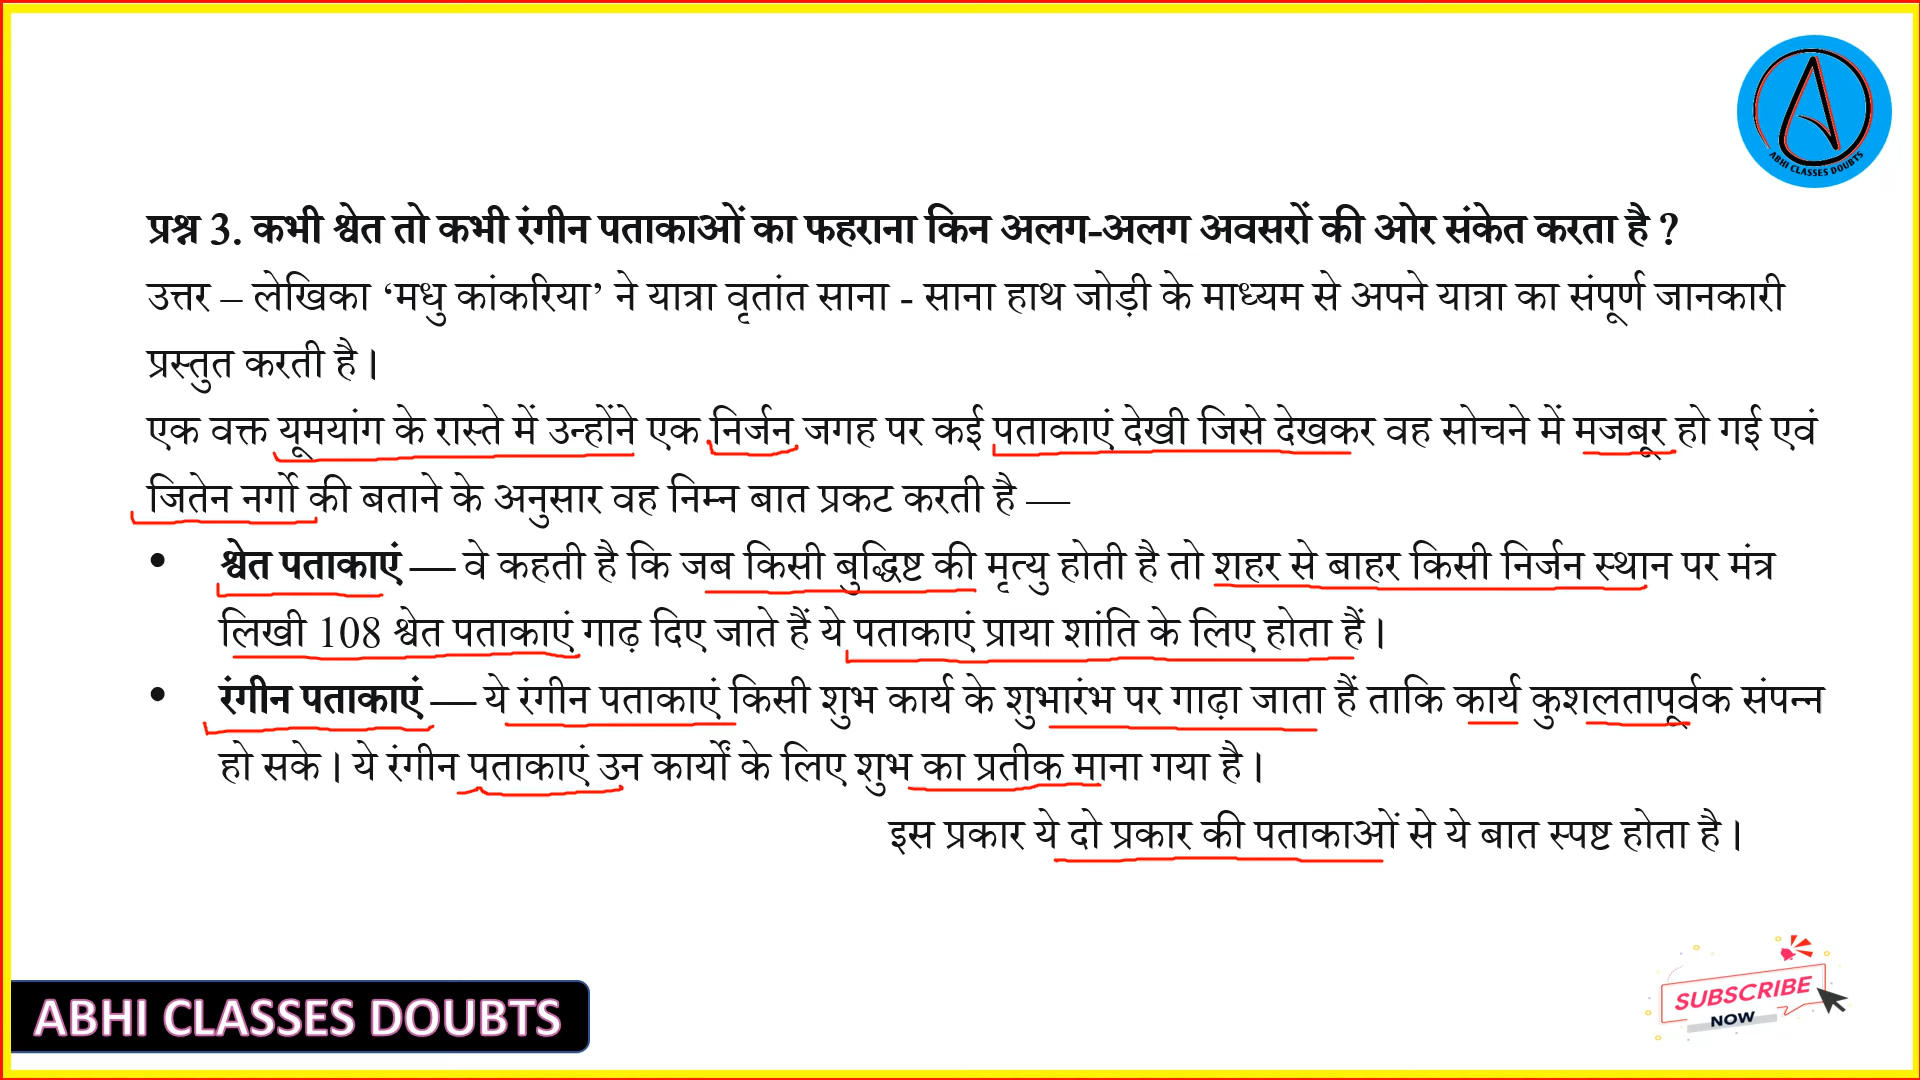 ABHI CLASSES DOUBTS
प्रश्न 3. कभी श्वेत तो कभी रंगीन पताकाओं का फहराना किन अलग-अलग अवसरों की ओर संकेत करता है ?
उत्तर – लेखिका ‘मधु कांकरिया’ ने यात्रा वृतांत साना - साना हाथ जोड़ी के माध्यम से अपने यात्रा का संपूर्ण जानकारी
प्रस्तुत करती है।
एक वक्त यूमयांग के रास्ते में उन्होंने एक निर्जन जगह पर कई पताकाएं देखी जिसे देखकर वह सोचने में मजबूर हो गई एवं
जितेन नर्गो की बताने के अनुसार वह निम्न बात प्रकट करती है —
• श्वेत पताकाएं — वे कहती है कि जब किसी बुद्धिष्ट की मृत्यु होती है तो शहर से बाहर किसी निर्जन स्थान पर मंत्र
लिखी 108 श्वेत पताकाएं गाढ़ दिए जाते हैं ये पताकाएं प्राया शांति के लिए होता हैं।
• रंगीन पताकाएं — ये रंगीन पताकाएं किसी शुभ कार्य के शुभारंभ पर गाढ़ा जाता हैं ताकि कार्य कुशलतापूर्वक संपन्न
हो सके। ये रंगीन पताकाएं उन कार्यों के लिए शुभ का प्रतीक माना गया है।
इस प्रकार ये दो प्रकार की पताकाओं से ये बात स्पष्ट होता है।
SUBSCRIBE
NOW
ABHI CLASSES DOUBTS